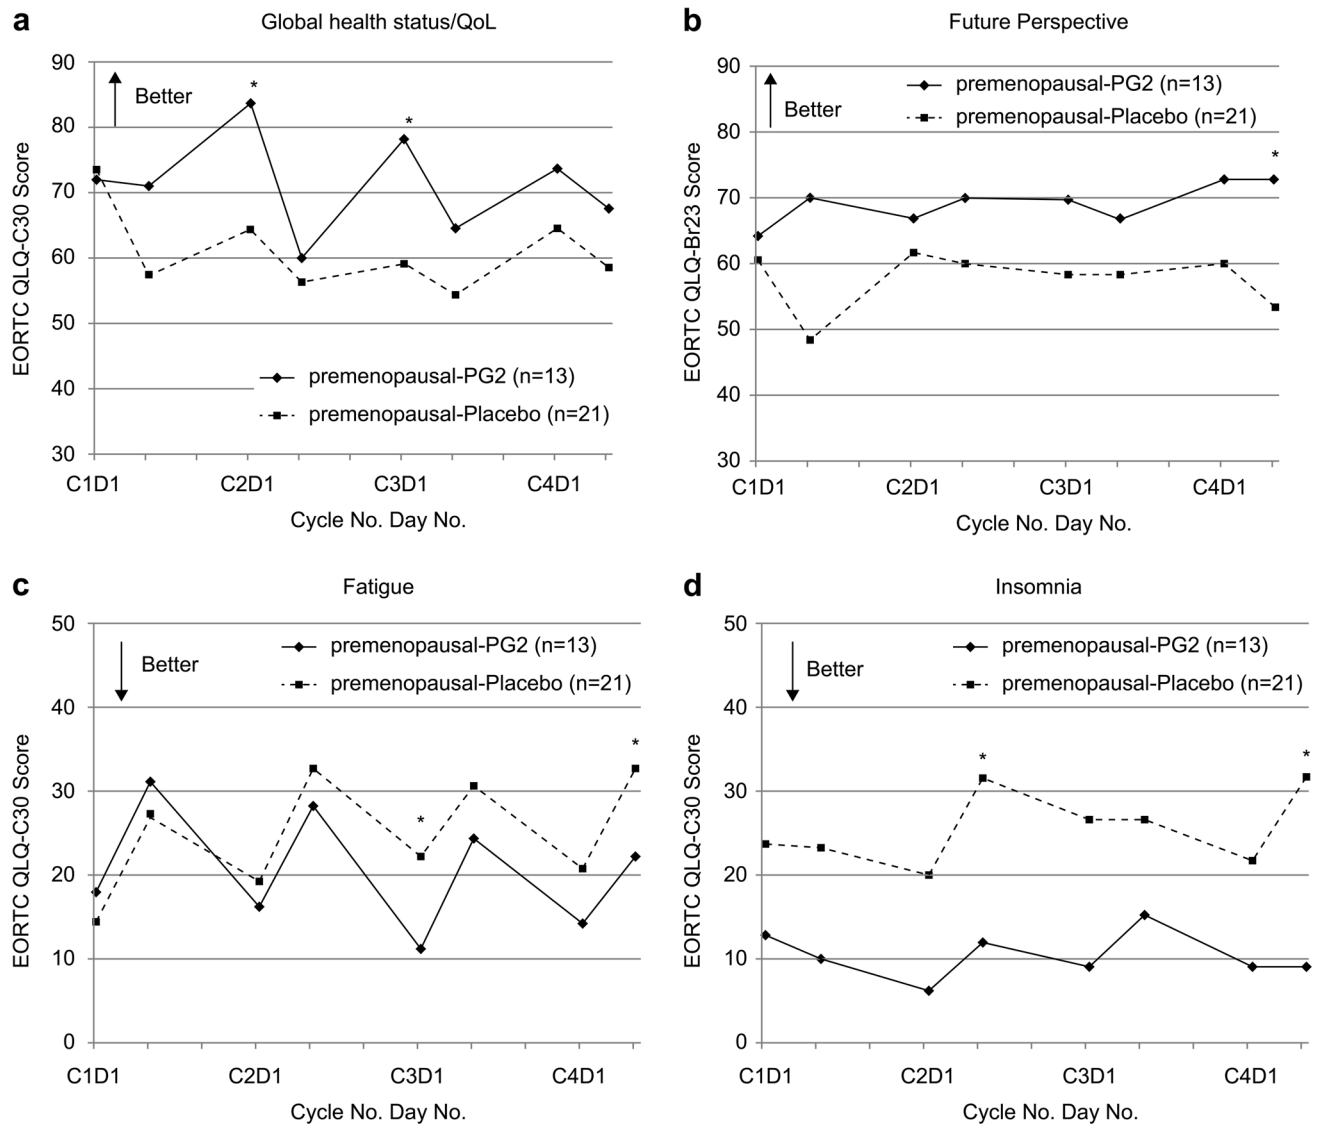 a
Global health status/QoL
90
80
70
60
50
40
30
EORTC QLQ-C30 Score
Better
*
*
premenopausal-PG2 (n=13)
premenopausal-Placebo (n=21)
C1D1 C2D1 C3D1 C4D1
Cycle No. Day No.
b
Future Perspective
90
80
70
60
50
40
30
EORTC QLQ-Br23 Score
Better
premenopausal-PG2 (n=13)
premenopausal-Placebo (n=21)
*
C1D1 C2D1 C3D1 C4D1
Cycle No. Day No.
c
Fatigue
50
40
30
20
10
0
EORTC QLQ-C30 Score
Better
premenopausal-PG2 (n=13)
premenopausal-Placebo (n=21)
*
*
C1D1 C2D1 C3D1 C4D1
Cycle No. Day No.
d
Insomnia
50
40
30
20
10
0
EORTC QLQ-C30 Score
Better
premenopausal-PG2 (n=13)
premenopausal-Placebo (n=21)
*
*
C1D1 C2D1 C3D1 C4D1
Cycle No. Day No.